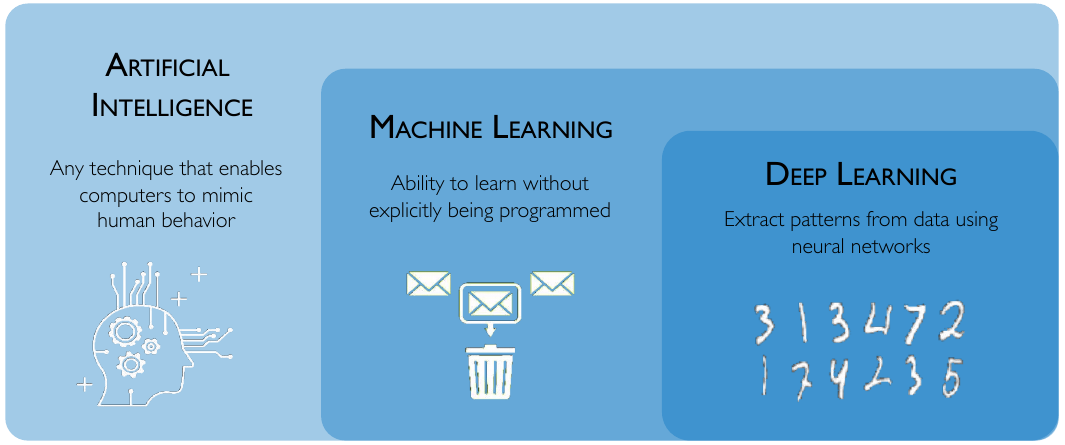 ARTIFICIAL
INTELLIGENCE
Any technique that enables
computers to mimic
human behavior
MACHINE LEARNING
Ability to learn without
explicitly being programmed
DEEP LEARNING
Extract patterns from data using
neural networks
3 1 3 4 7 2
1 7 4 2 3 5